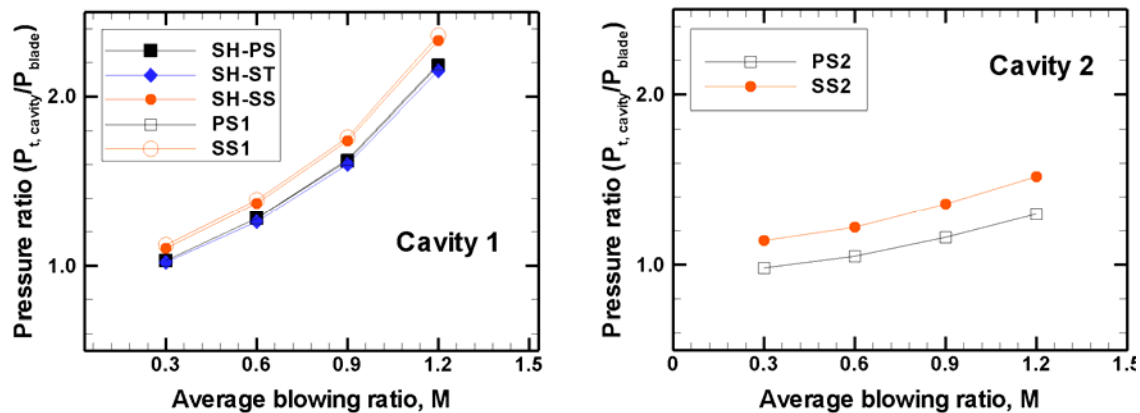 Pressure ratio (Pt, cavity/Pblade)
2.0
1.0
SH-PS
SH-ST
SH-SS
PS1
SS1
Cavity 1
0.3 0.6 0.9 1.2 1.5
Average blowing ratio, M
Pressure ratio (Pt, cavity/Pblade)
2.0
1.0
PS2
SS2
Cavity 2
0 0.3 0.6 0.9 1.2 1.5
Average blowing ratio, M